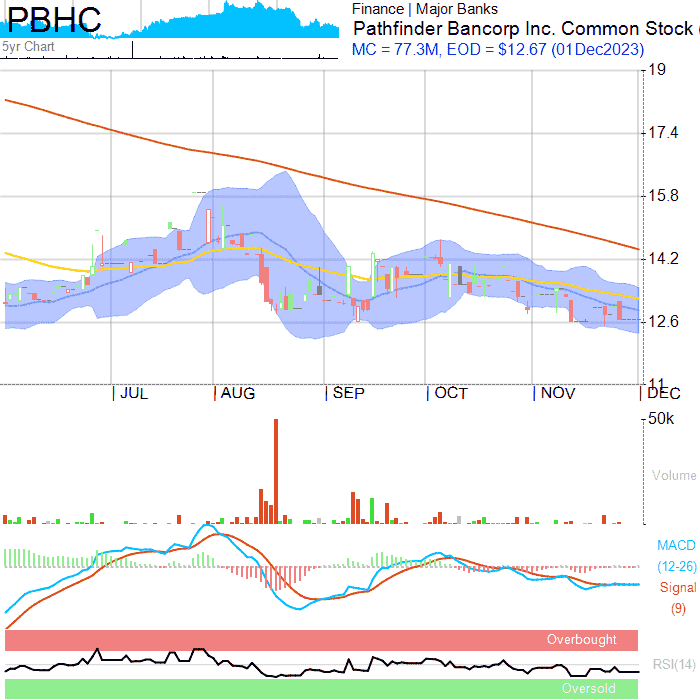 PBHC
5yr Chart
Finance | Major Banks
Pathfinder Bancorp Inc. Common Stock (
MC = 77.3M, EOD = $12.67 (01Dec2023)
19
17.4
15.8
14.2
12.6
11
JUL AUG SEP OCT NOV DEC
50k
Volume
MACD
(12-26)
Signal
(9)
Overbought
RSI(14)
Oversold